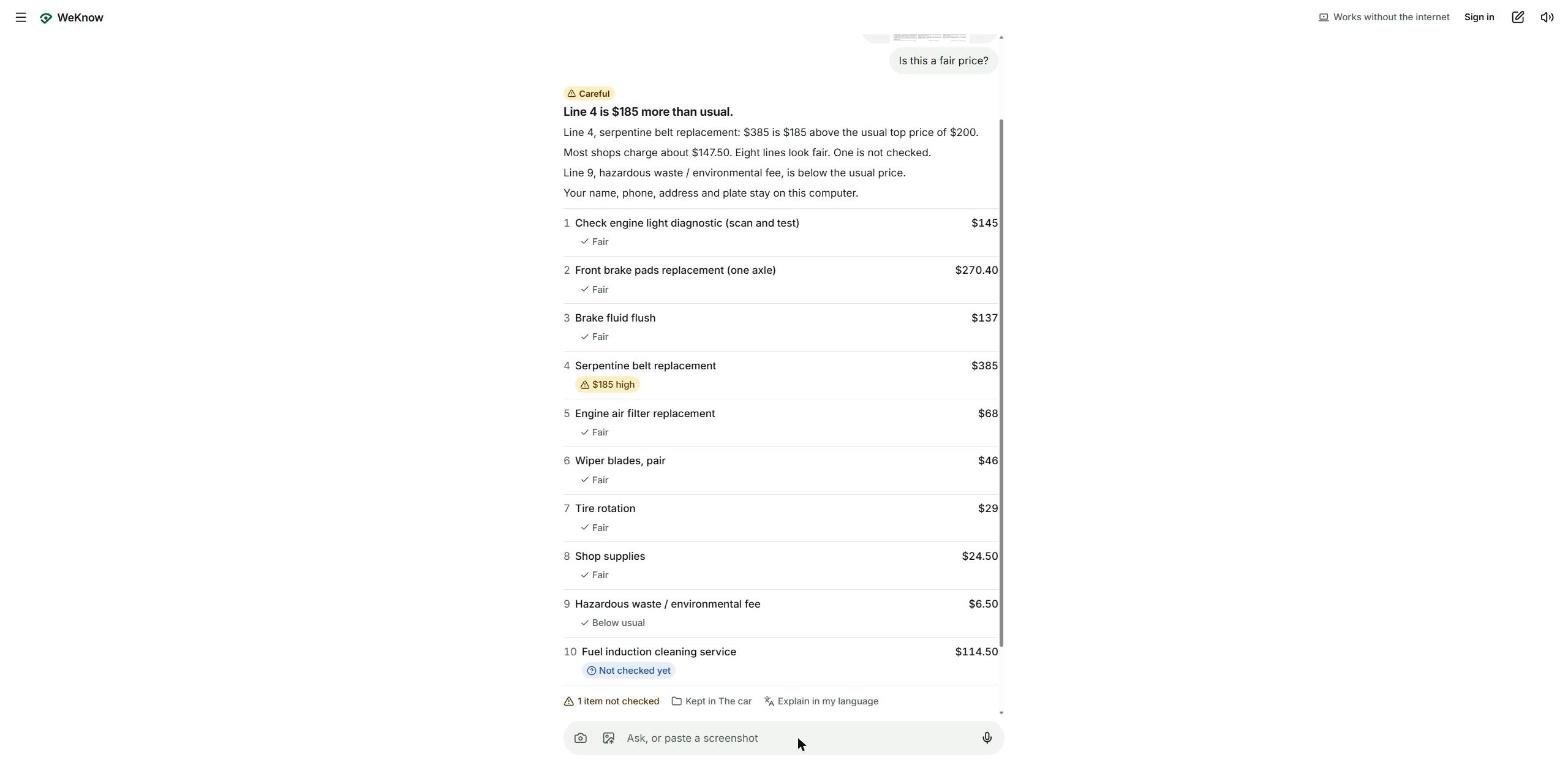 WeKnow
Works without the internet
Sign in
Is this a fair price?
Careful
Line 4 is $185 more than usual.
Line 4, serpentine belt replacement: $385 is $185 above the usual top price of $200.
Most shops charge about $147.50. Eight lines look fair. One is not checked.
Line 9, hazardous waste / environmental fee, is below the usual price.
Your name, phone, address and plate stay on this computer.
1 Check engine light diagnostic (scan and test) $145
Fair
2 Front brake pads replacement (one axle) $270.40
Fair
3 Brake fluid flush $137
Fair
4 Serpentine belt replacement $385
$185 high
5 Engine air filter replacement $68
Fair
6 Wiper blades, pair $46
Fair
7 Tire rotation $29
Fair
8 Shop supplies $24.50
Fair
9 Hazardous waste / environmental fee $6.50
Below usual
10 Fuel induction cleaning service $114.50
Not checked yet
1 item not checked Kept in The car Explain in my language
Ask, or paste a screenshot